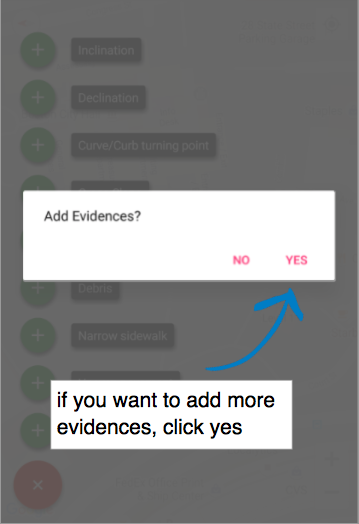 Inclination
Declination
Curve/Curb turning point
Add Evidences?
NO YES
Debris
Narrow sidewalk
if you want to add more
evidences, click yes